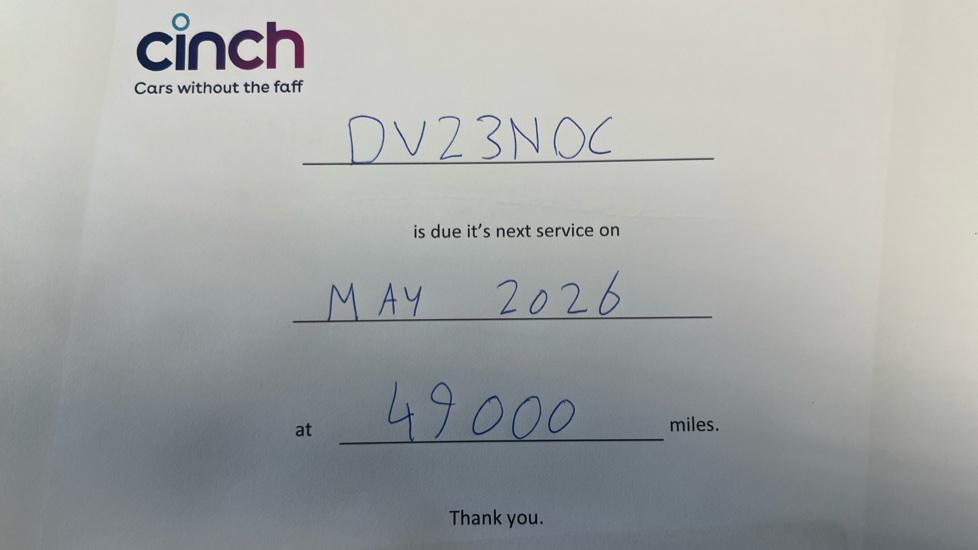 cinch
Cars without the faff
DV23NOC
is due it's next service on
MAY 2026
at 49000 miles.
Thank you.